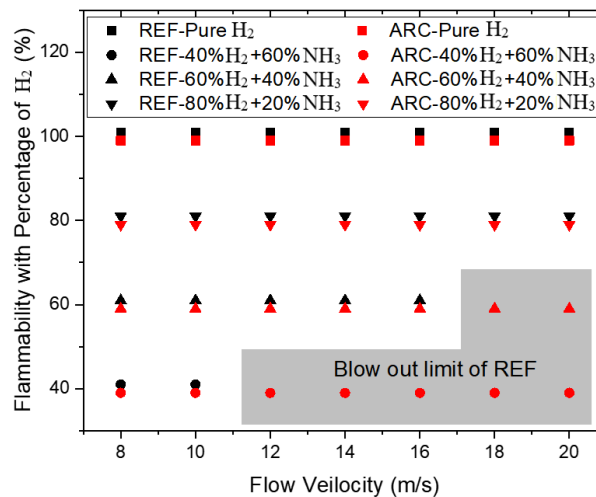 REF-Pure H₂ ARC-Pure H₂
REF-40%H₂+60%NH₃ ARC-40%H₂+60%NH₃
REF-60%H₂+40%NH₃ ARC-60%H₂+40%NH₃
REF-80%H₂+20%NH₃ ARC-80%H₂+20%NH₃
Flammability with Percentage of H₂ (%)
120
100
80
60
40
Blow out limit of REF
8 10 12 14 16 18 20
Flow Veilocity (m/s)